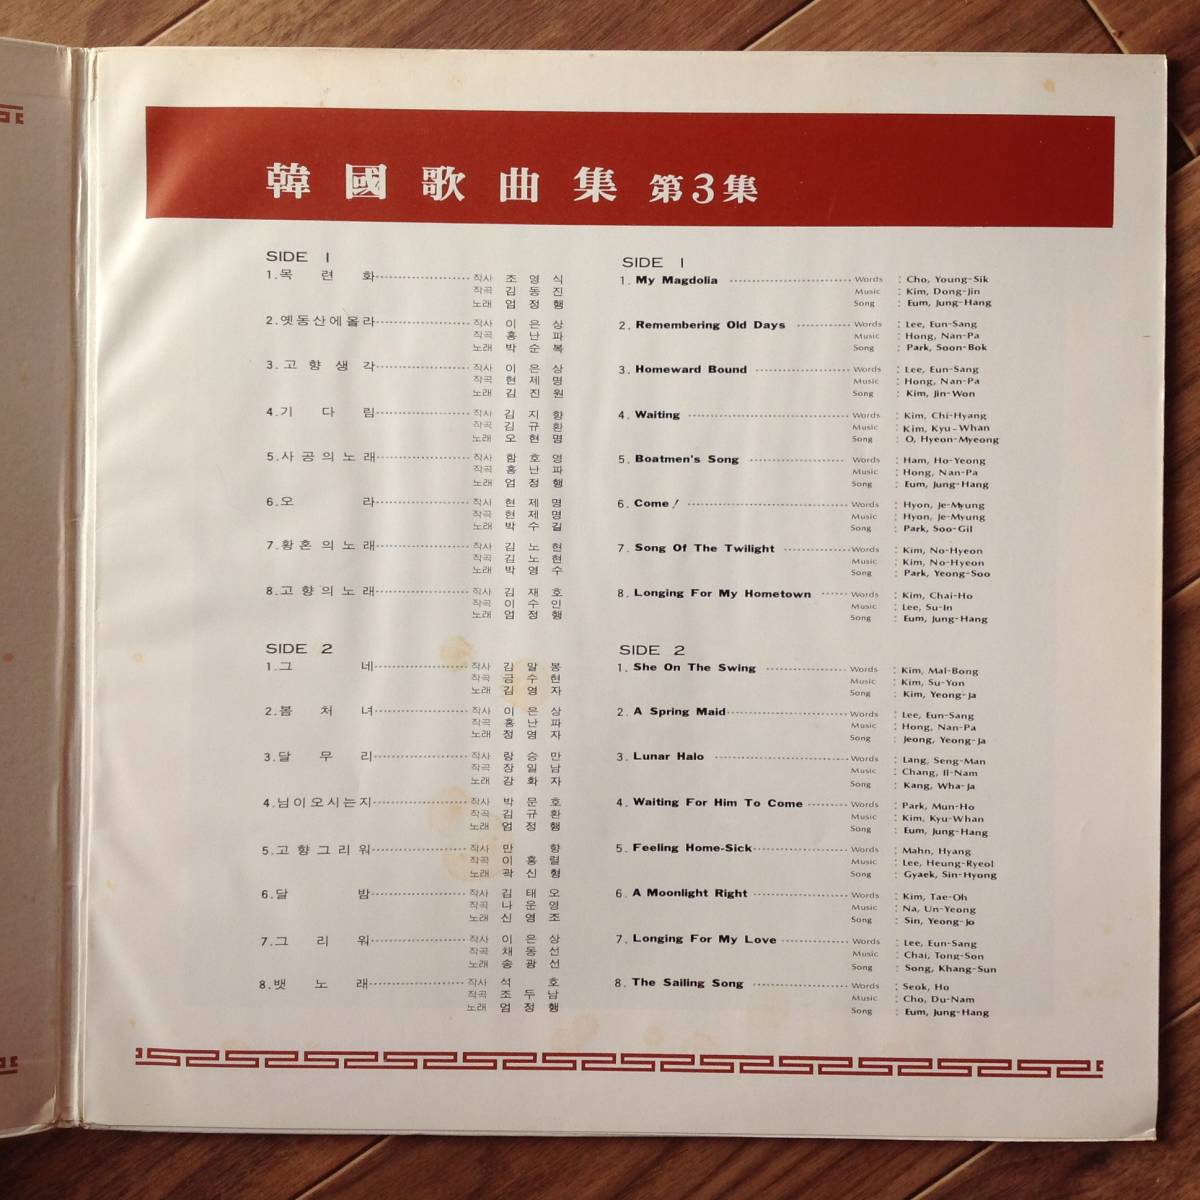 韓國歌曲集 第3集
SIDE 1
1.목련화 작사 조영식
작곡 김동진
노래 엄정행
2.옛동산에올라 작사 이은상
작곡 홍난파
노래 박순복
3.고향생각 작사 이은상
작곡 현제명
노래 김진원
4.기다림 작사 김지향
작곡 김규환
노래 오현명
5.사공의노래 작사 함호영
작곡 홍난파
노래 엄정행
6.오라 작사 현제명
작곡 현제명
노래 박수길
7.황혼의노래 작사 김노현
작곡 김노현
노래 박영수
8.고향의노래 작사 김재호
작곡 이수인
노래 엄정행
SIDE 2
1.그네 작사 김말봉
작곡 금수현
노래 김영자
2.봄처녀 작사 이은상
작곡 홍난파
노래 정영자
3.달무리 작사 랑승만
작곡 장일남
노래 강화자
4.님이오시는지 작사 박문호
작곡 김규환
노래 엄정행
5.고향그리워 작사 만향
작곡 이흥렬
노래 곽신형
6.달밤 작사 김태오
작곡 나운영
노래 신영조
7.그리워 작사 이은상
작곡 채동선
노래 송광선
8.뱃노래 작사 석호
작곡 조두남
노래 엄정행
SIDE 1
1. My Magdolia Words : Cho, Young-Sik
Music : Kim, Dong-Jin
Song : Eum, Jung-Hang
2. Remembering Old Days Words : Lee, Eun-Sang
Music : Hong, Nan-Pa
Song : Park, Soon-Bok
3. Homeward Bound Words : Lee, Eun-Sang
Music : Hong, Nan-Pa
Song : Kim, Jin-Won
4. Waiting Words : Kim, Chi-Hyang
Music : Kim, Kyu-Whan
Song : O, Hyeon-Myeong
5. Boatmen's Song Words : Ham, Ho-Yeong
Music : Hong, Nan-Pa
Song : Eum, Jung-Hang
6. Come! Words : Hyon, Je-Myung
Music : Hyon, Je-Myung
Song : Park, Soo-Gil
7. Song Of The Twilight Words : Kim, No-Hyeon
Music : Kim, No-Hyeon
Song : Park, Yeong-Soo
8. Longing For My Hometown Words : Kim, Chai-Ho
Music : Lee, Su-In
Song : Eum, Jung-Hang
SIDE 2
1. She On The Swing Words : Kim, Mal-Bong
Music : Kim, Su-Yon
Song : Kim, Yeong-Ja
2. A Spring Maid Words : Lee, Eun-Sang
Music : Hong, Nan-Pa
Song : Jeong, Yeong-Ja
3. Lunar Halo Words : Lang, Seng-Man
Music : Chang, Il-Nam
Song : Kang, Wha-Ja
4. Waiting For Him To Come Words : Park, Mun-Ho
Music : Kim, Kyu-Whan
Song : Eum, Jung-Hang
5. Feeling Home-Sick Words : Mahn, Hyang
Music : Lee, Heung-Ryeol
Song : Gyaek, Sin-Hyong
6. A Moonlight Right Words : Kim, Tae-Oh
Music : Na, Un-Yeong
Song : Sin, Yeong-Jo
7. Longing For My Love Words : Lee, Eun-Sang
Music : Chai, Tong-Son
Song : Song, Khang-Sun
8. The Sailing Song Words : Seok, Ho
Music : Cho, Du-Nam
Song : Eum, Jung-Hang